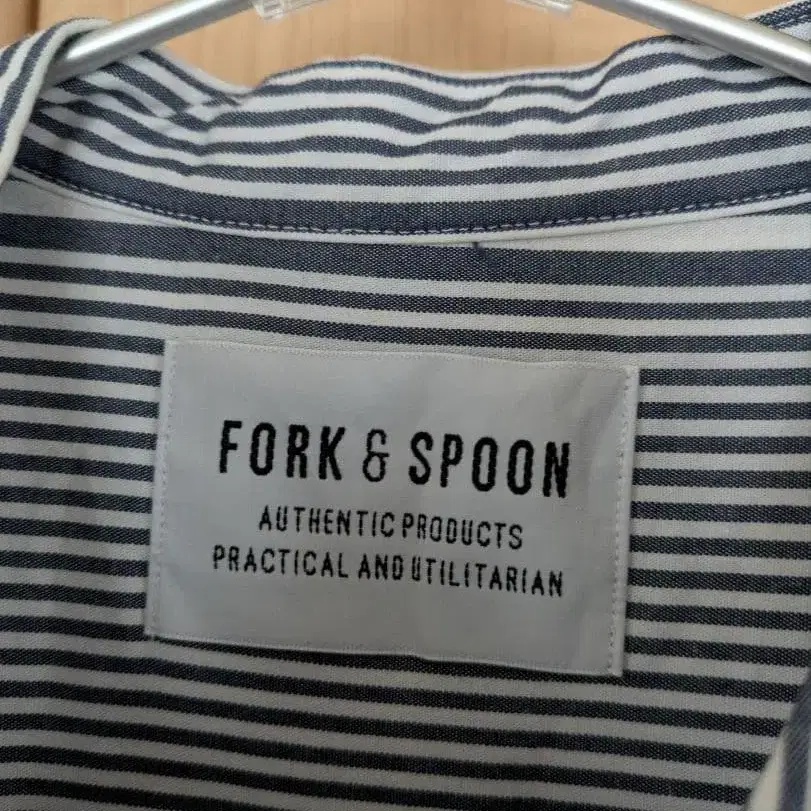 FORK & SPOON
AUTHENTIC PRODUCTS
PRACTICAL AND UTILITARIAN